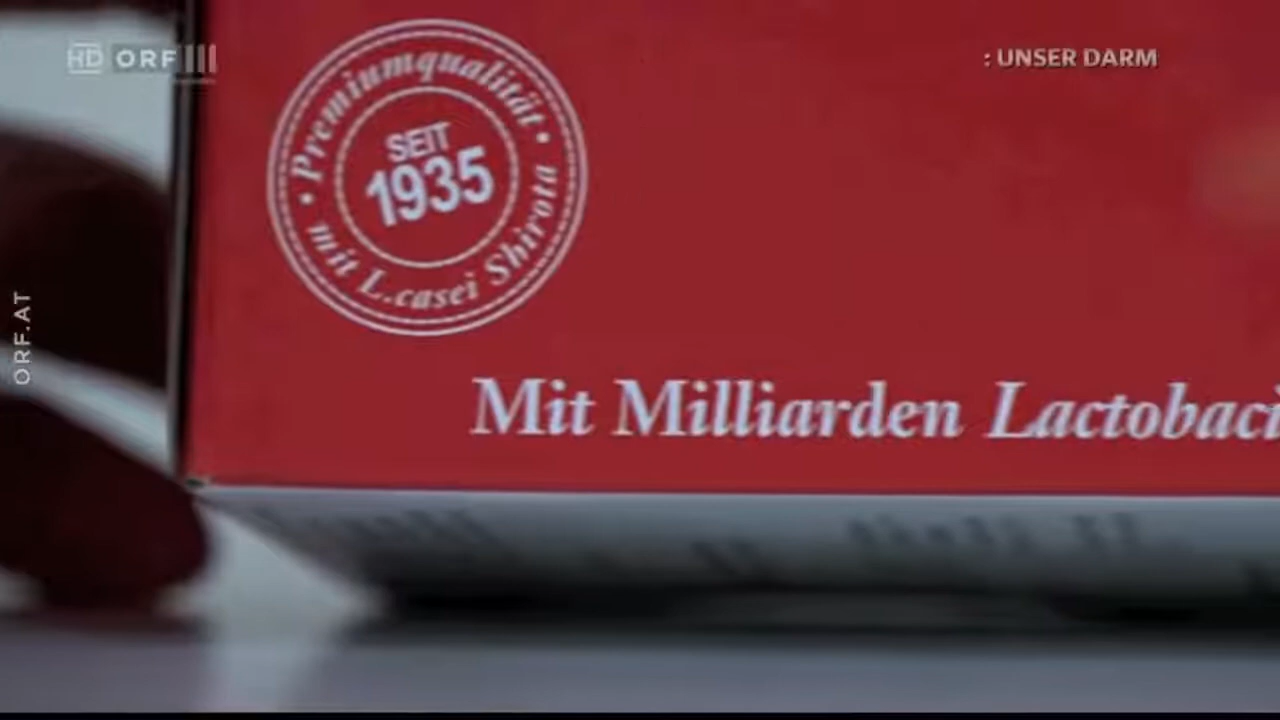 HD ORF III
: UNSER DARM
Premiumqualität
SEIT
1935
mit L.casei Shirota
Mit Milliarden Lactobaci
ORF.AT